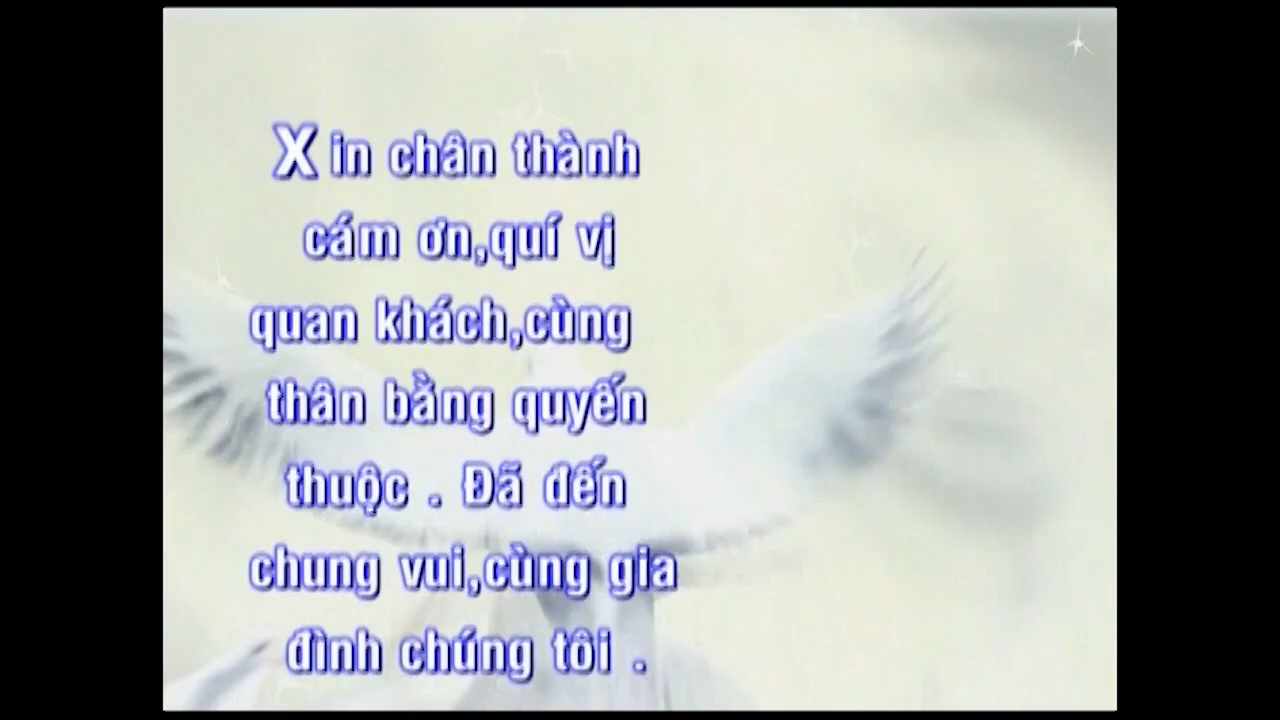 Xin chân thành
cám ơn,quí vị
quan khách,cùng
thân bằng quyến
thuộc . Đã đến
chung vui,cùng gia
đình chúng tôi .